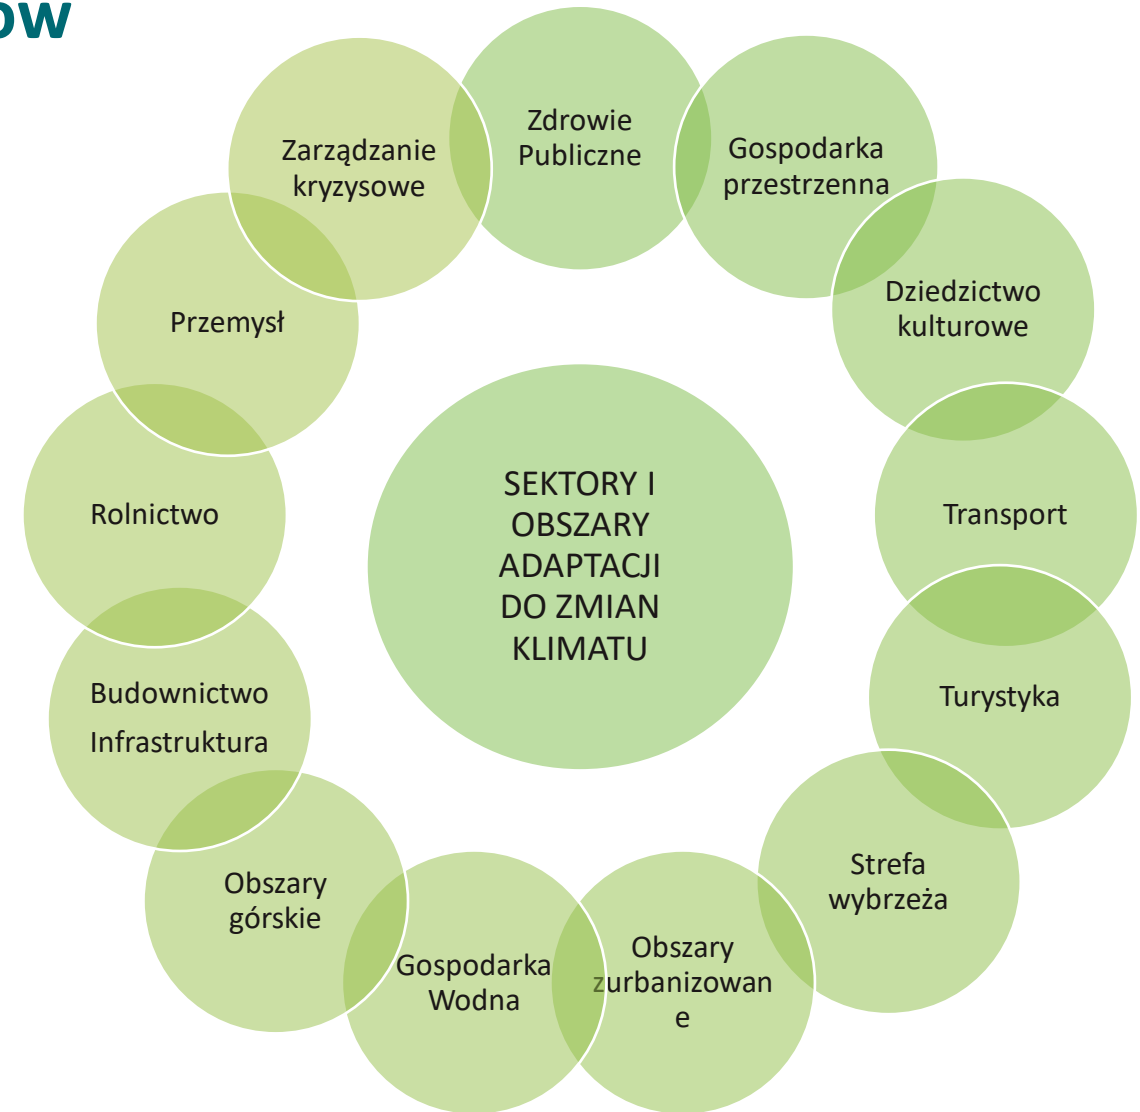 ow
Zdrowie
Publiczne
Gospodarka
przestrzenna
Dziedzictwo
kulturowe
Transport
Turystyka
Strefa
wybrzeża
Obszary
zurbanizowan
e
Gospodarka
Wodna
Obszary
górskie
Budownictwo
Infrastruktura
Rolnictwo
Przemysł
Zarządzanie
kryzysowe
SEKTORY I
OBSZARY
ADAPTACJI
DO ZMIAN
KLIMATU